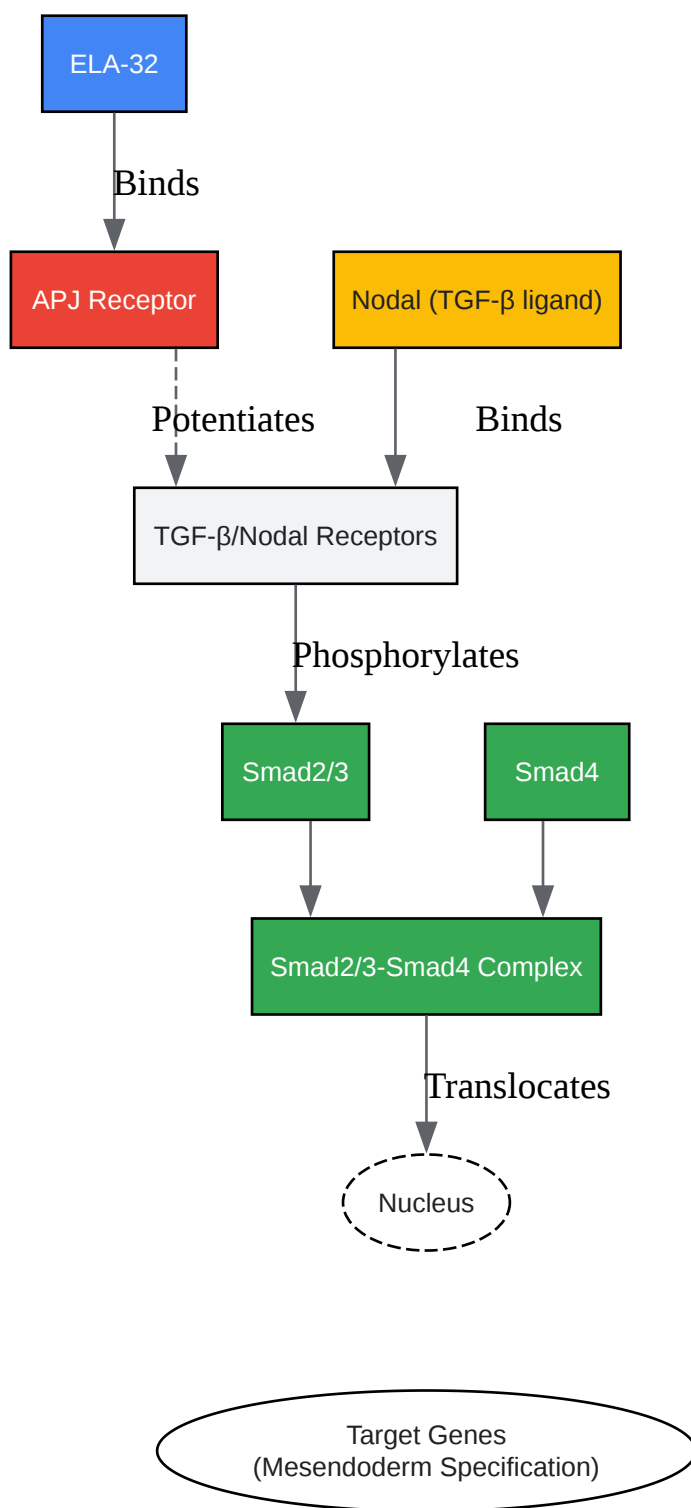 ELA-32
Binds
APJ Receptor
Nodal (TGF-β ligand)
Potentiates
Binds
TGF-β/Nodal Receptors
Phosphorylates
Smad2/3
Smad4
Smad2/3-Smad4 Complex
Translocates
Nucleus
Target Genes
(Mesendoderm Specification)